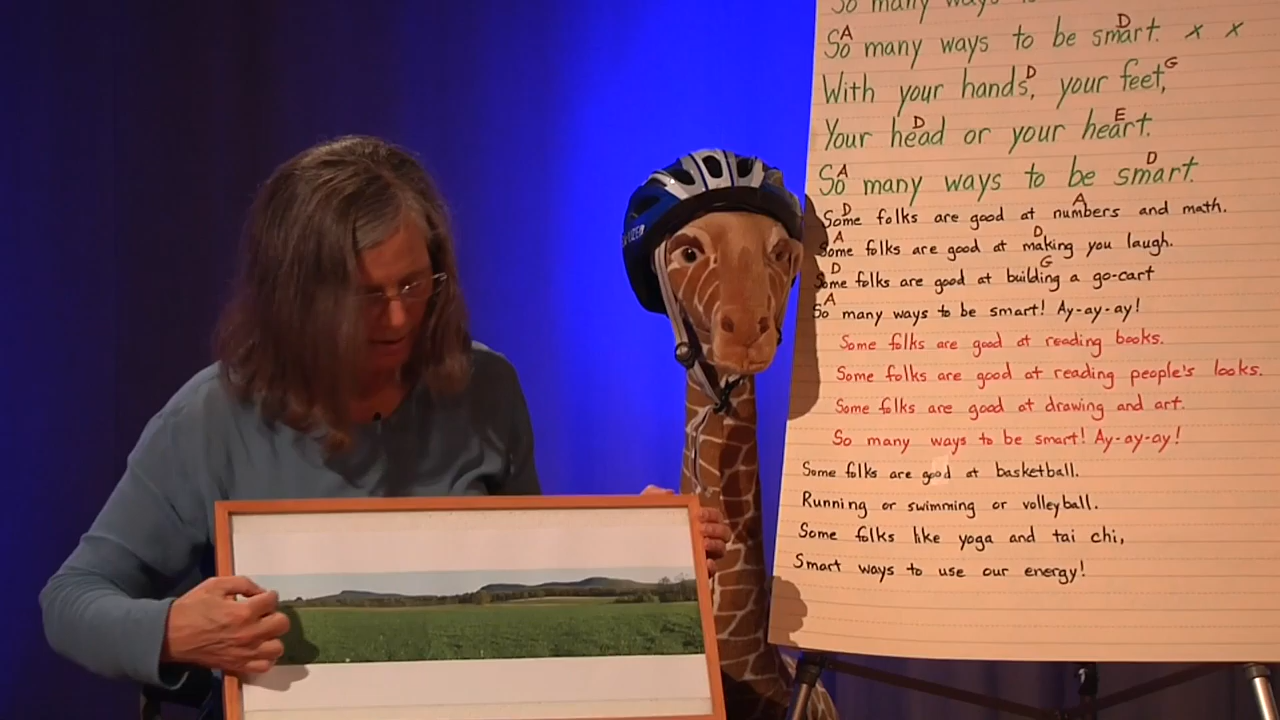 So many ways
A D
So many ways to be smart. x x
D G
With your hands, your feet,
D E
Your head or your heart.
A D
So many ways to be smart.
D A
Some folks are good at numbers and math.
A D
Some folks are good at making you laugh.
D G
Some folks are good at building a go-cart
A
So many ways to be smart! Ay-ay-ay!
Some folks are good at reading books.
Some folks are good at reading people's looks.
Some folks are good at drawing and art.
So many ways to be smart! Ay-ay-ay!
Some folks are good at basketball.
Running or swimming or volleyball.
Some folks like yoga and tai chi,
Smart ways to use our energy!